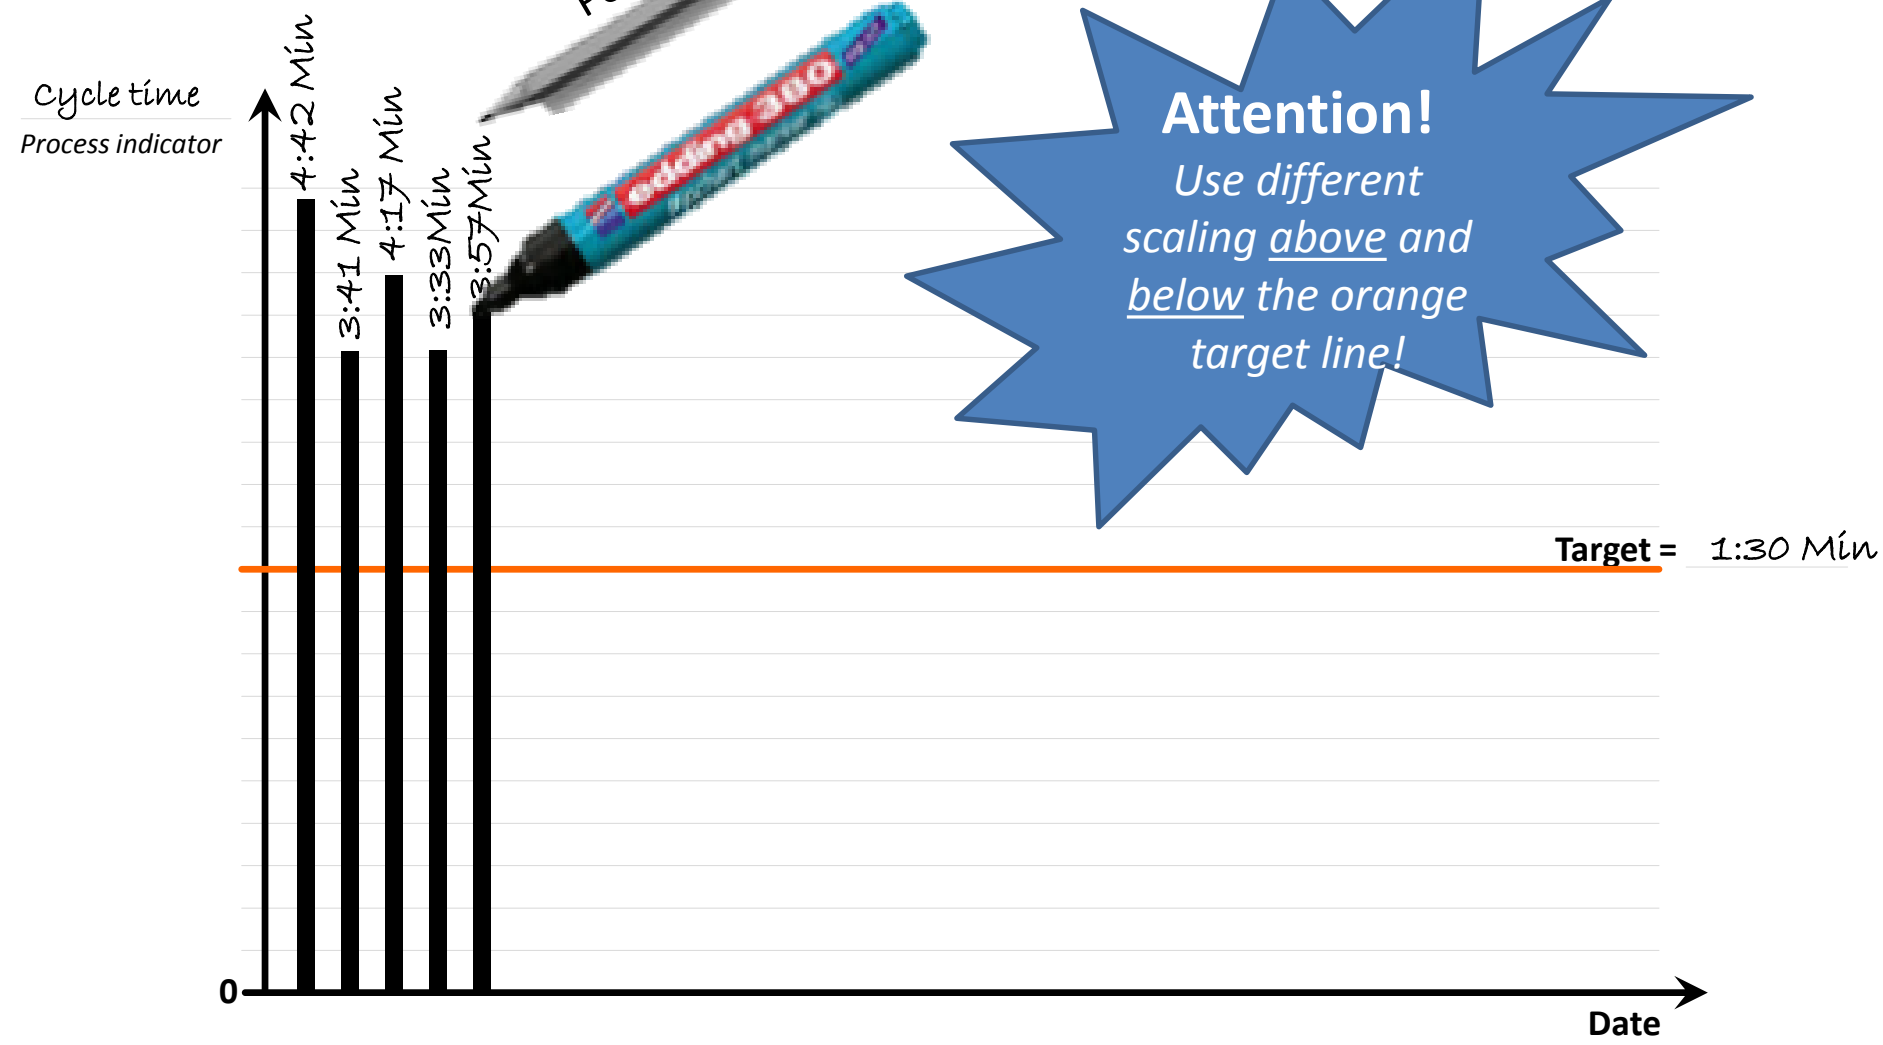 Cycle time
Process indicator
4:42 Min
3:41 Min
4:17 Min
3:33Min
3:57Min
edding 380
Attention!
Use different
scaling above and
below the orange
target line!
Target = 1:30 Min
0
Date